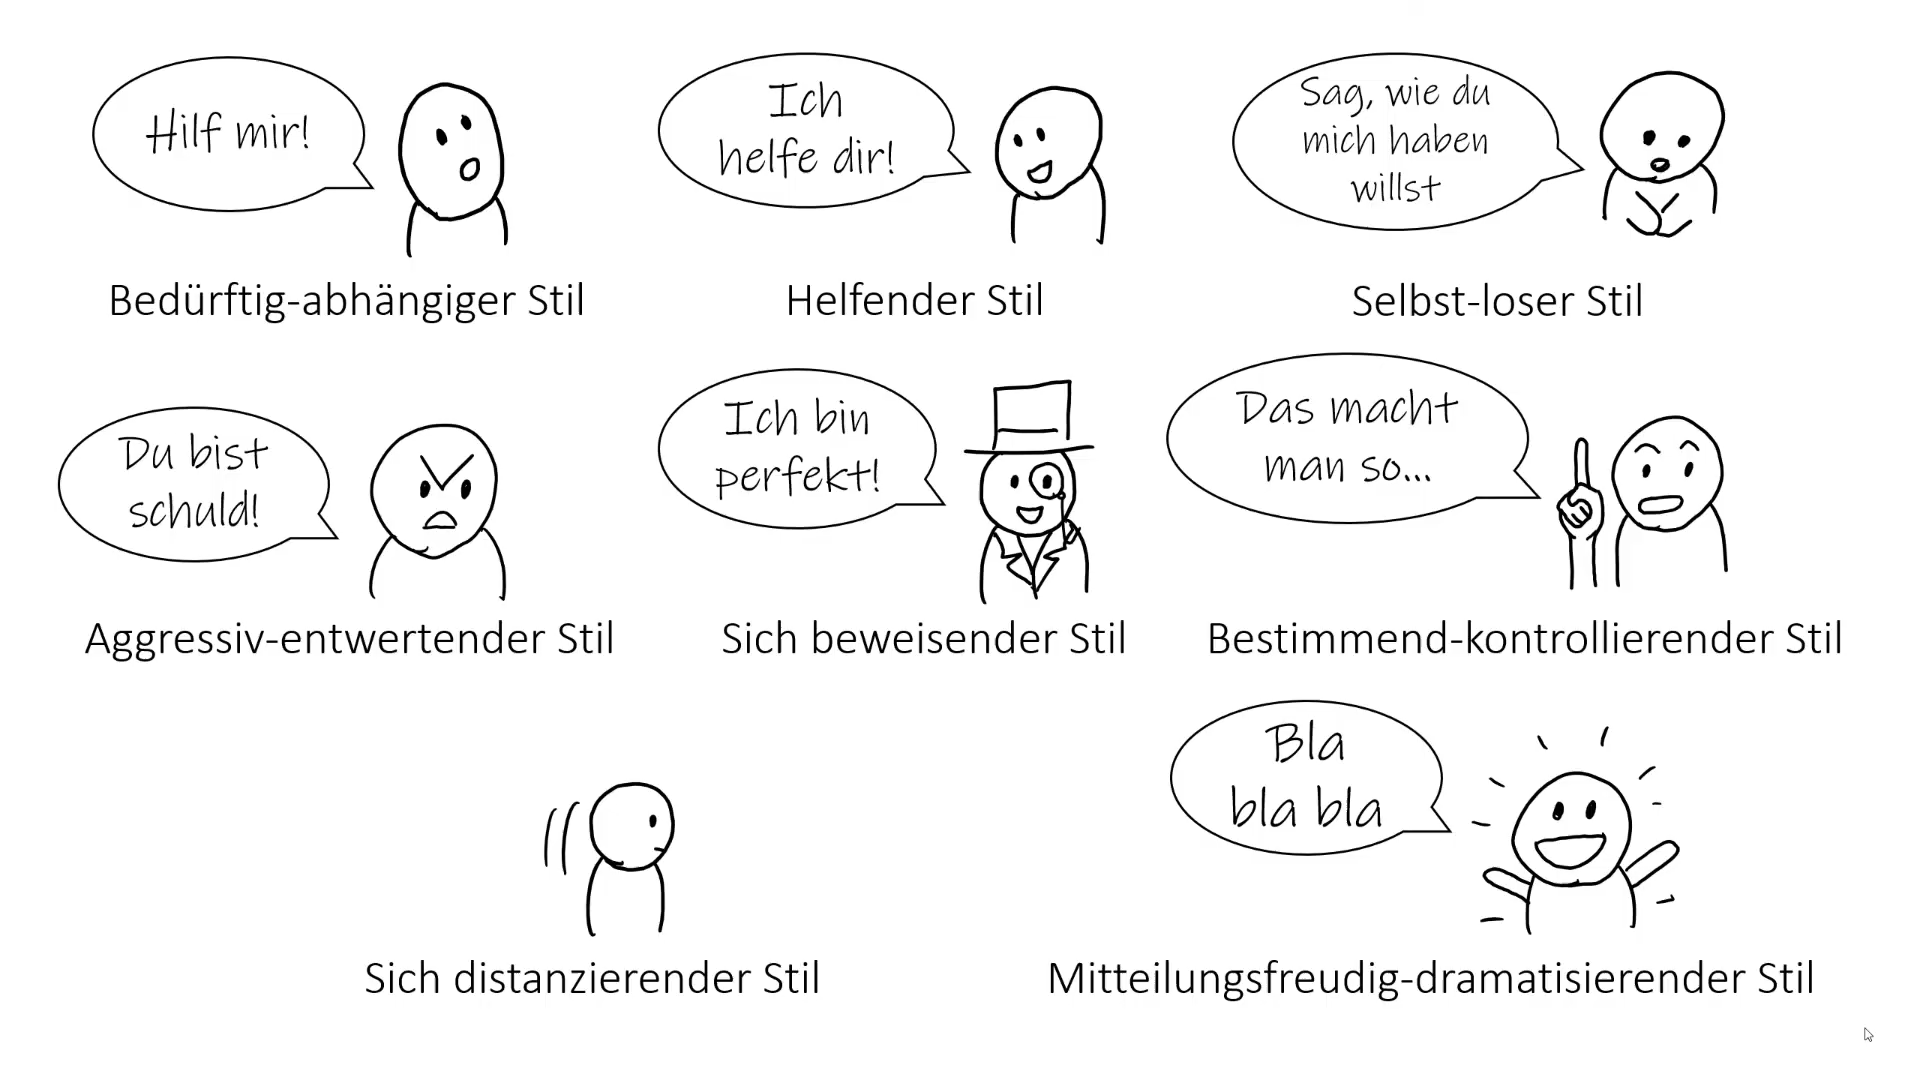 Hilf mir!
Bedürftig-abhängiger Stil
Ich
helfe dir!
Helfender Stil
Sag, wie du
mich haben
willst
Selbst-loser Stil
Du bist
schuld!
Aggressiv-entwertender Stil
Ich bin
perfekt!
Sich beweisender Stil
Das macht
man so...
Bestimmend-kontrollierender Stil
Sich distanzierender Stil
Bla
bla bla
Mitteilungsfreudig-dramatisierender Stil